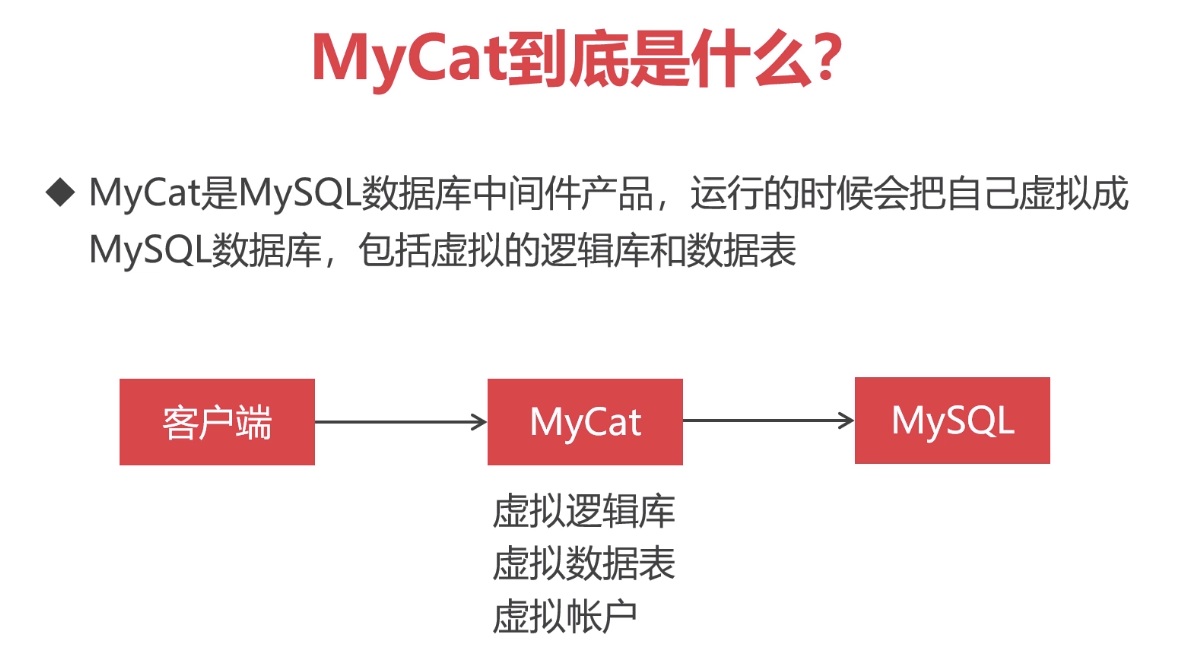 MyCat到底是什么?
◆ MyCat是MySQL数据库中间件产品，运行的时候会把自己虚拟成
MySQL数据库，包括虚拟的逻辑库和数据表
客户端
MyCat
MySQL
虚拟逻辑库
虚拟数据表
虚拟帐户